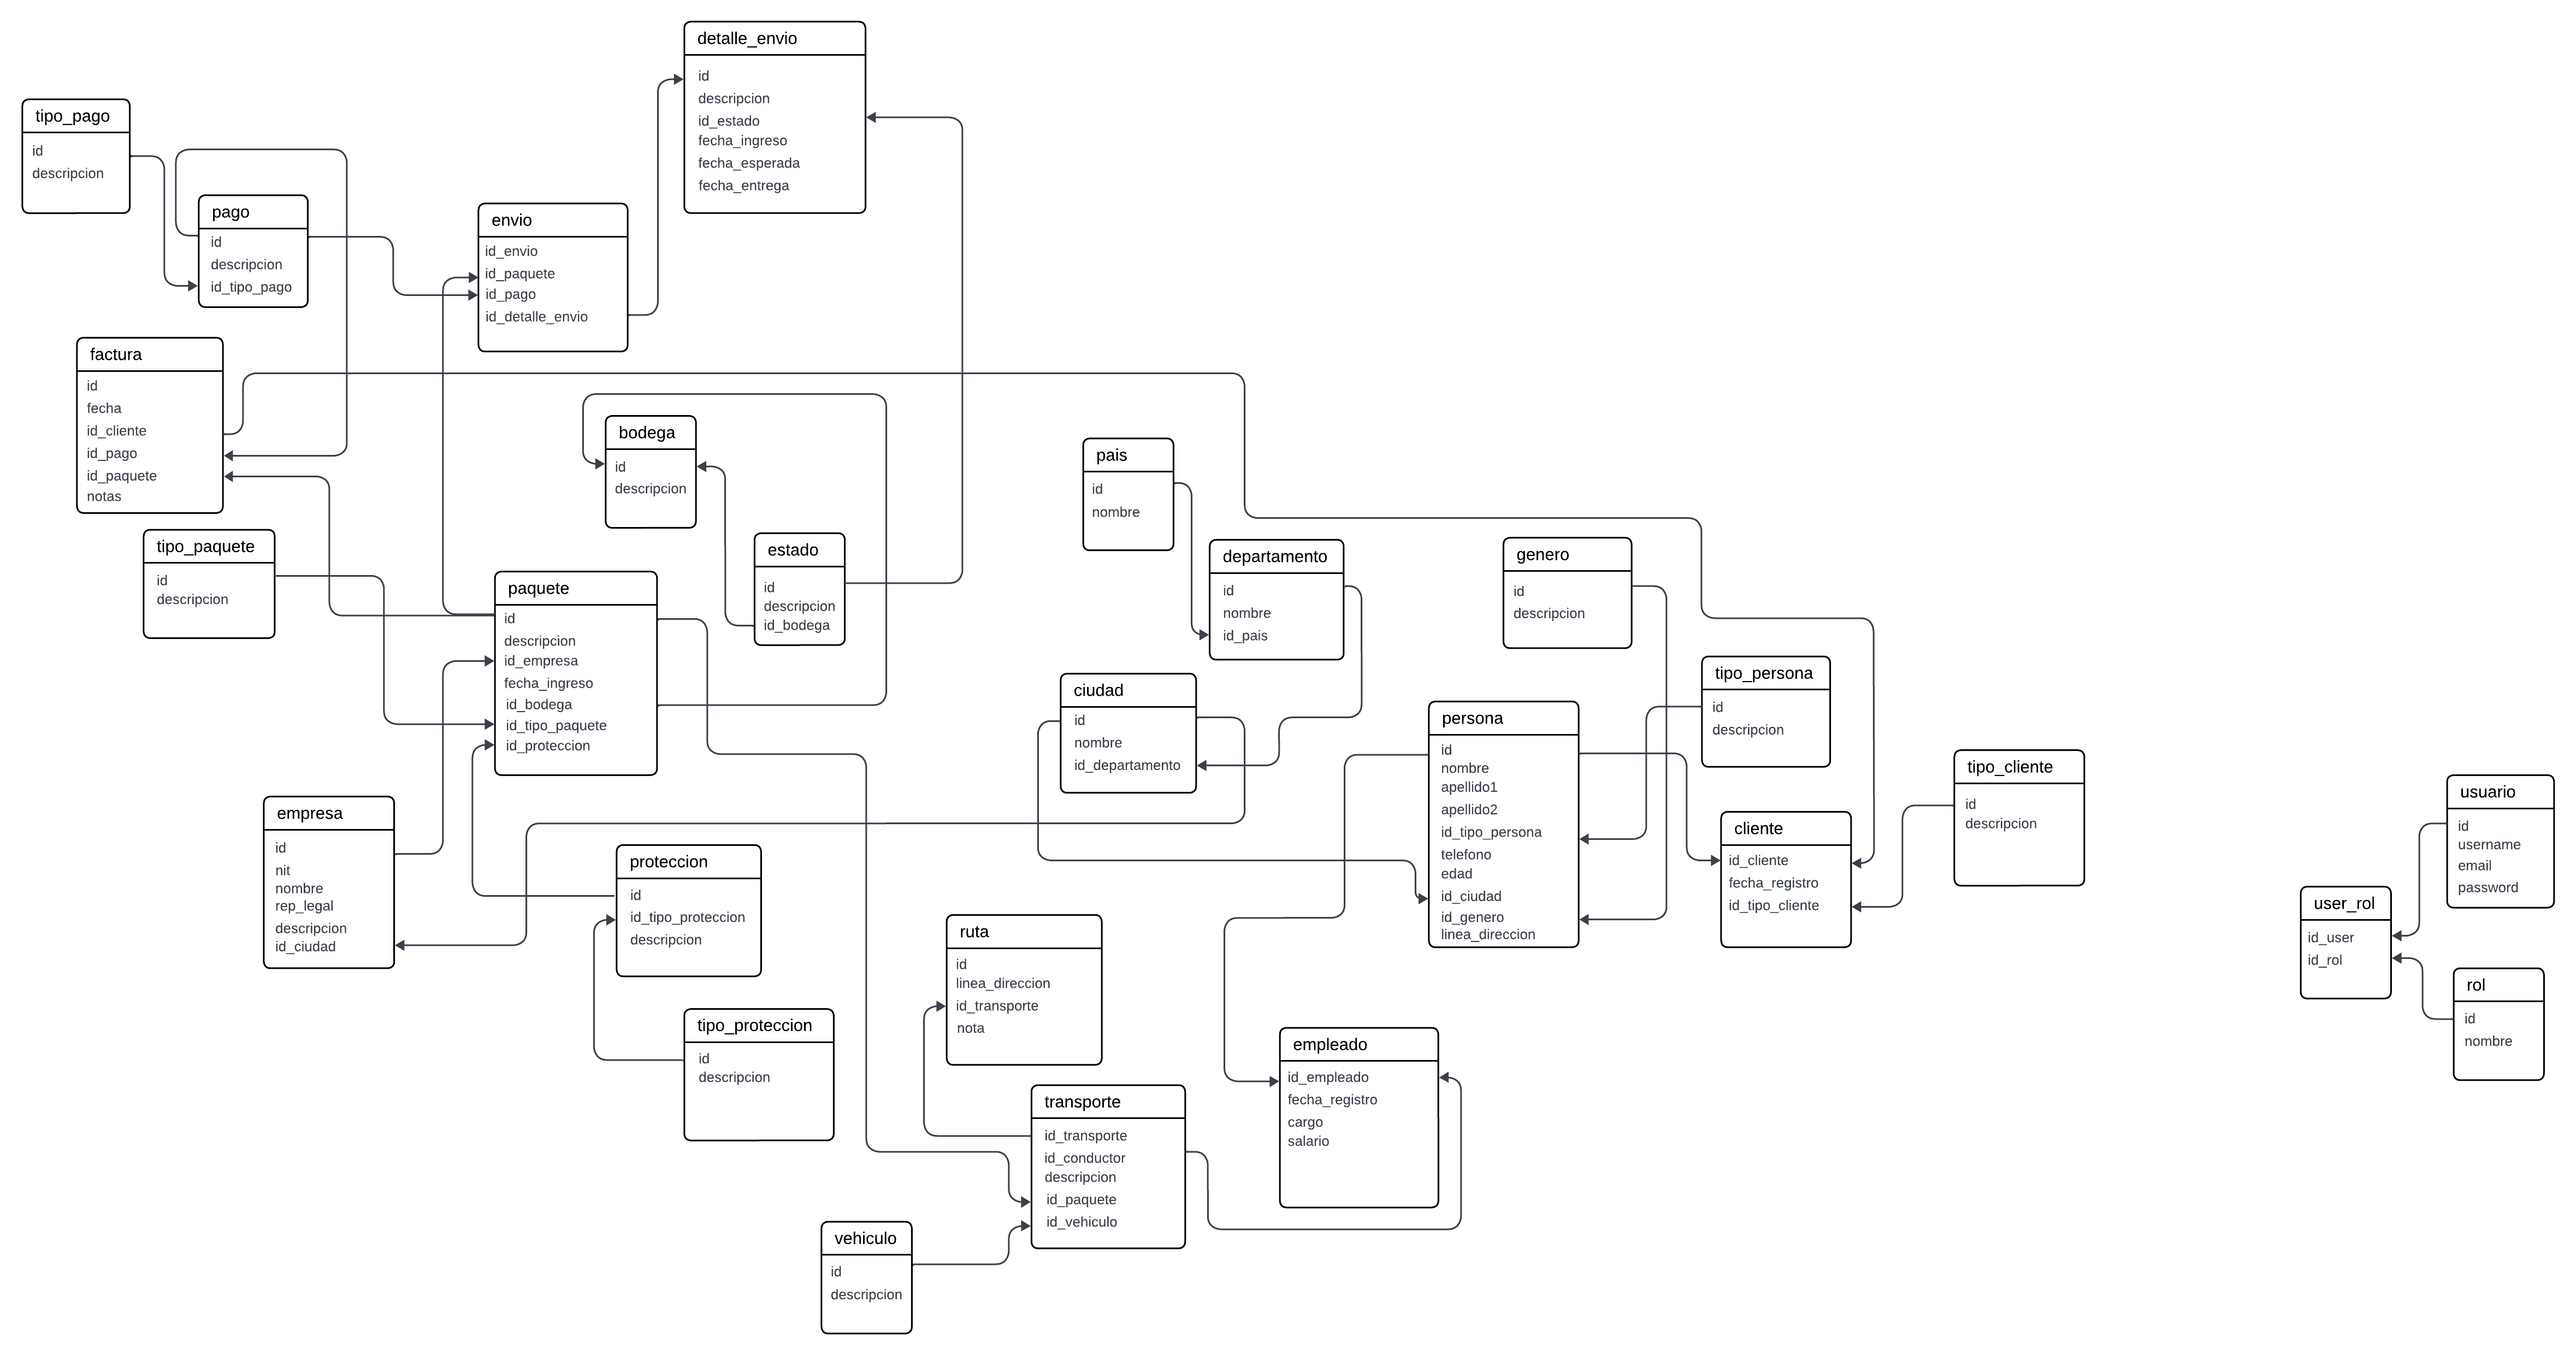 detalle_envio
id
descripcion
id_estado
fecha_ingreso
fecha_esperada
fecha_entrega
tipo_pago
id
descripcion
pago
id
descripcion
id_tipo_pago
envio
id_envio
id_paquete
id_pago
id_detalle_envio
factura
id
fecha
id_cliente
id_pago
id_paquete
notas
bodega
id
descripcion
pais
id
nombre
tipo_paquete
id
descripcion
estado
id
descripcion
id_bodega
departamento
id
nombre
id_pais
genero
id
descripcion
paquete
id
descripcion
id_empresa
fecha_ingreso
id_bodega
id_tipo_paquete
id_proteccion
tipo_persona
id
descripcion
ciudad
id
nombre
id_departamento
persona
id
nombre
apellido1
apellido2
id_tipo_persona
telefono
edad
id_ciudad
id_genero
linea_direccion
tipo_cliente
id
descripcion
usuario
id
username
email
password
empresa
id
nit
nombre
rep_legal
descripcion
id_ciudad
cliente
id_cliente
fecha_registro
id_tipo_cliente
proteccion
id
id_tipo_proteccion
descripcion
user_rol
id_user
id_rol
ruta
id
linea_direccion
id_transporte
nota
rol
id
nombre
tipo_proteccion
id
descripcion
empleado
id_empleado
fecha_registro
cargo
salario
transporte
id_transporte
id_conductor
descripcion
id_paquete
id_vehiculo
vehiculo
id
descripcion